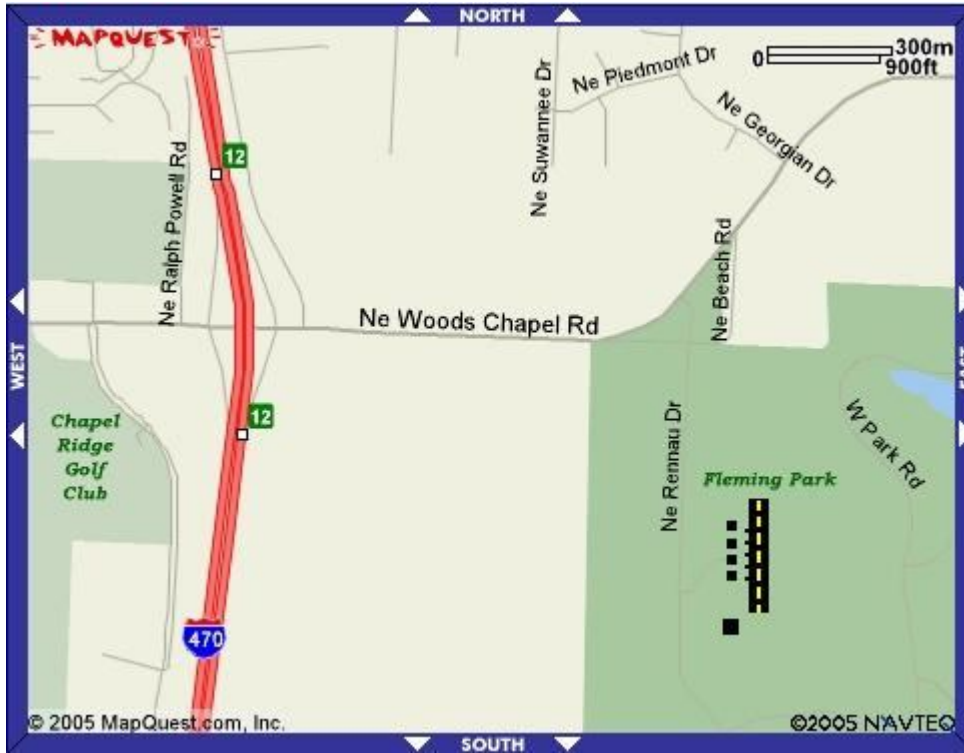 NORTH
MAPQUEST
0 300m
900ft
Ne Piedmont Dr
Ne Suwannee Dr
Ne Georgian Dr
12
Ne Ralph Powell Rd
Ne Beach Rd
Ne Woods Chapel Rd
WEST
EAST
12
Chapel
Ridge
Golf
Club
W Park Rd
Ne Rennau Dr
Fleming Park
470
© 2005 MapQuest.com, Inc.
©2005 NAVTEQ
SOUTH